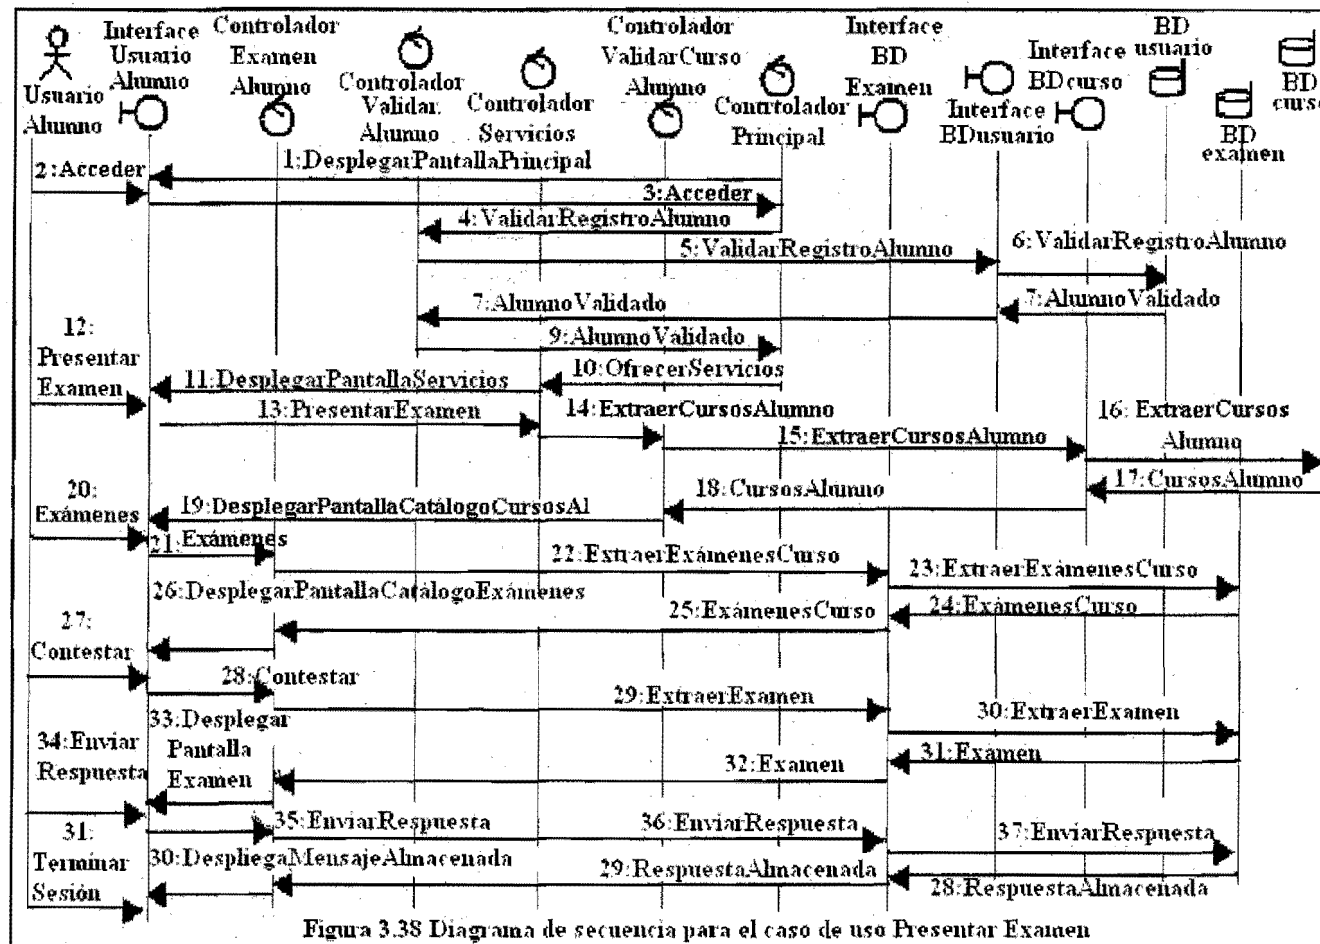 Usuario
Alumno
Interface
Usuario
Alumno
Controlador
Examen
Alumno
Controlador
Validar
Alumno
Controlador
Servicios
Controlador
ValidarCurso
Alumno
Contrtolador
Principal
Interface
BD
Examen
Interface
BDusuario
Interface
BDcurso
BD
usuario
BD
examen
BD
curso
1:DesplegarPantallaPrincipal
2:Acceder
3:Acceder
4:ValidarRegistroAlumno
5:ValidarRegistroAlumno
6:ValidarRegistroAlumno
7:AlumnoValidado
7:AlumnoValidado
9:AlumnoValidado
10:OfrecerServicios
11:DesplegarPantallaServicios
12:
Presentar
Examen
13:PresentarExamen
14:ExtraerCursosAlumno
15:ExtraerCursosAlumno
16:ExtraerCursos
Alumno
17:CursosAlumno
18:CursosAlumno
19:DesplegarPantallaCatálogoCursosAl
20:
Exámenes
21:Exámenes
22:ExtraerExámenesCurso
23:ExtraerExámenesCurso
24:ExámenesCurso
25:ExámenesCurso
26:DesplegarPantallaCatálogoExámenes
27:
Contestar
28:Contestar
29:ExtraerExamen
30:ExtraerExamen
31:Examen
32:Examen
33:Desplegar
Pantalla
Examen
34:Enviar
Respuesta
35:EnviarRespuesta
36:EnviarRespuesta
37:EnviarRespuesta
28:RespuestaAlmacenada
29:RespuestaAlmacenada
30:DespliegaMensajeAlmacenada
31:
Terminar
Sesión
Figura 3.38 Diagrama de secuencia para el caso de uso Presentar Examen